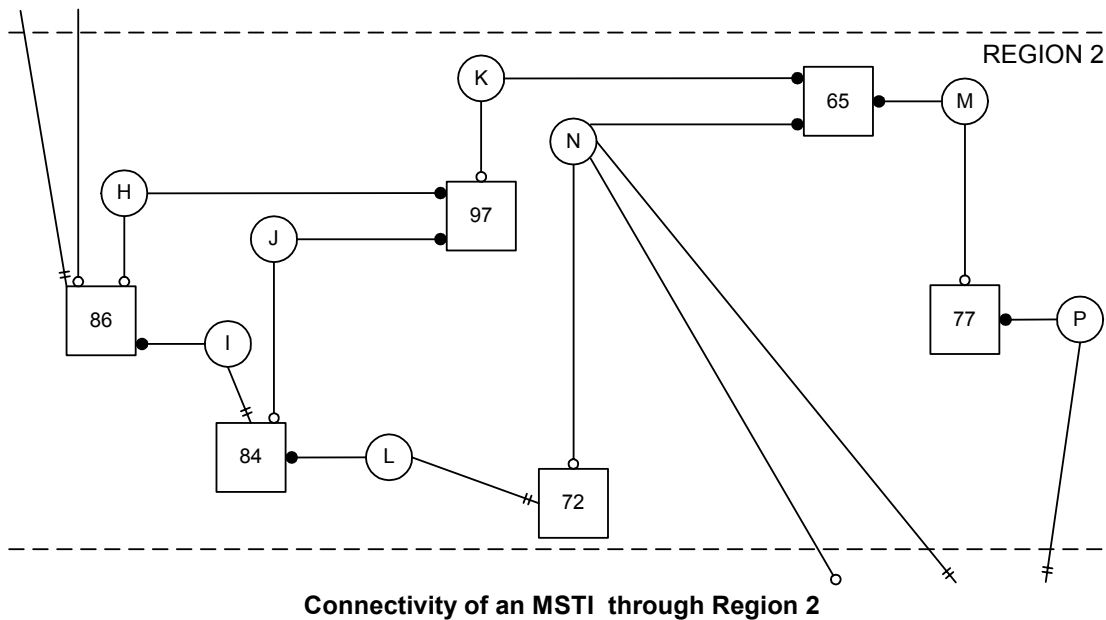 REGION 2
K
65
M
N
H
97
J
86
I
77
P
84
L
72
Connectivity of an MSTI through Region 2